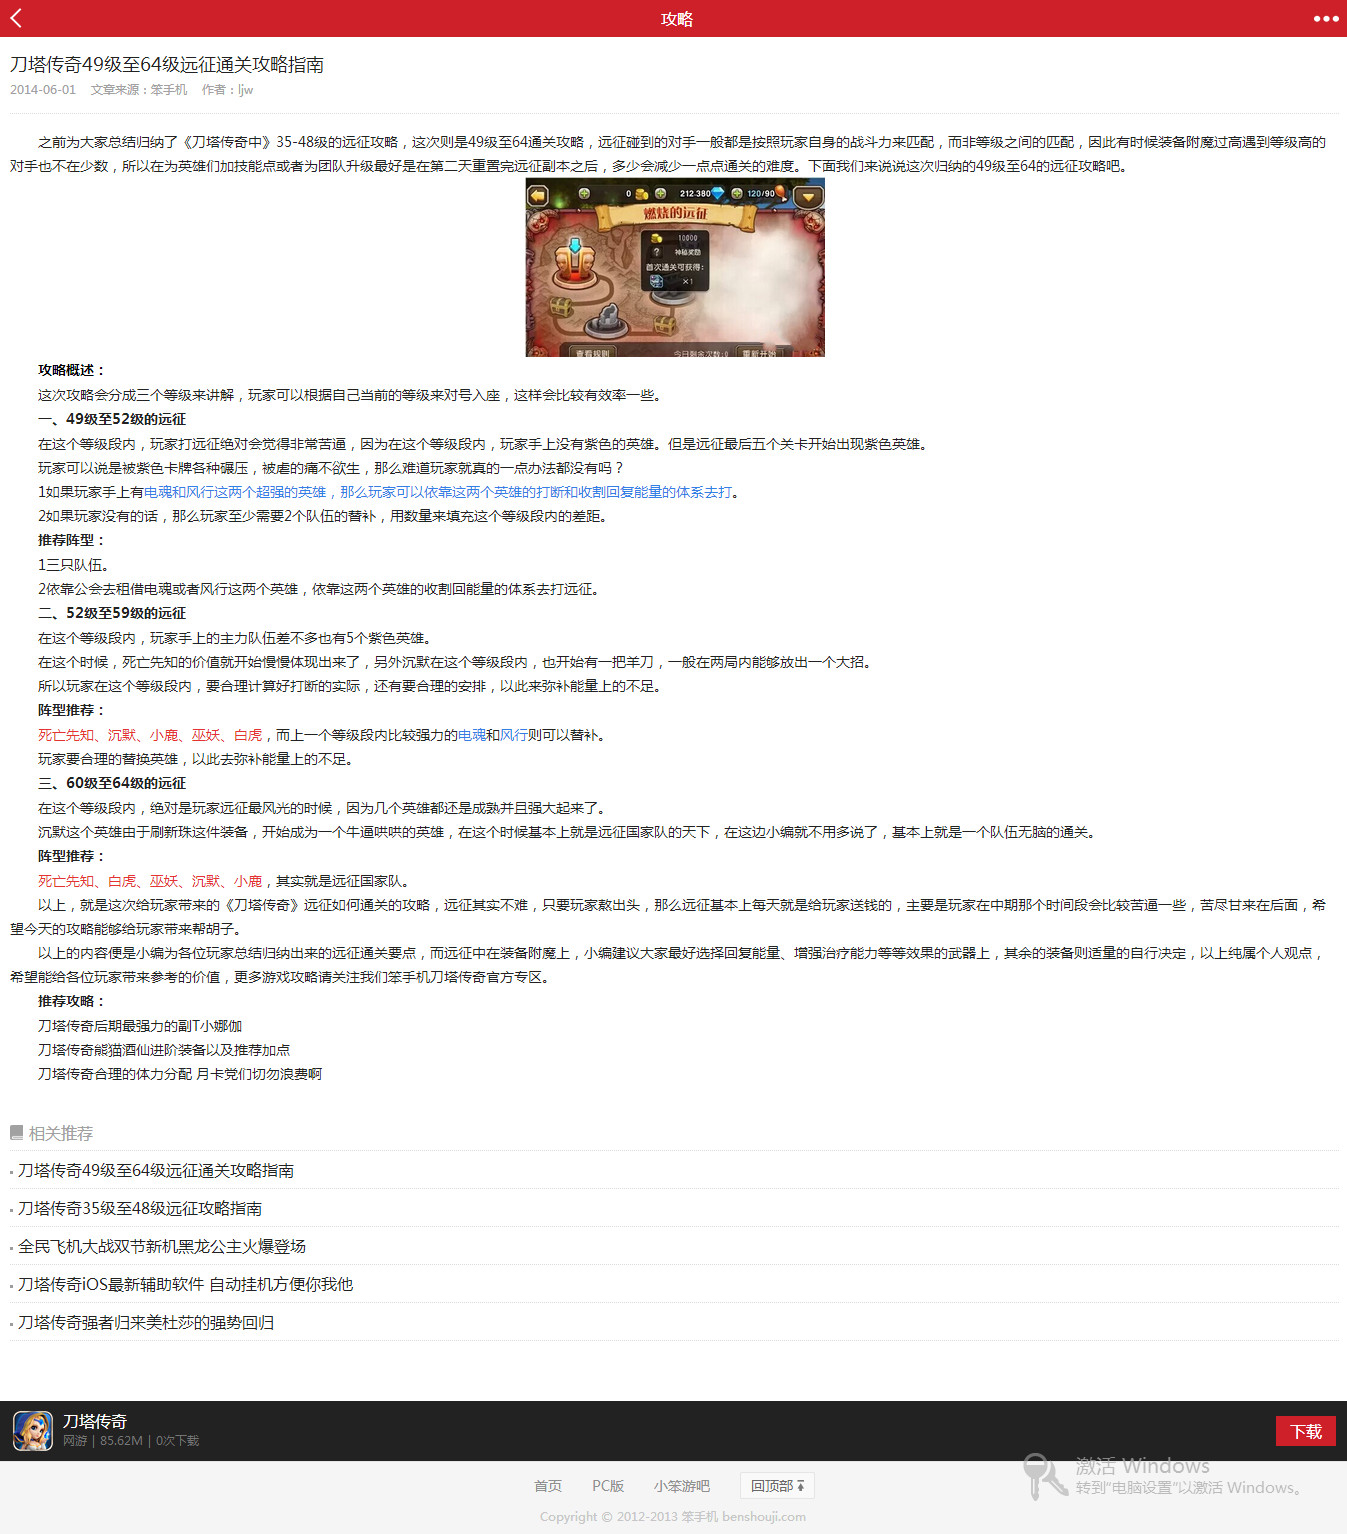 攻略
刀塔传奇49级至64级远征通关攻略指南
2014-06-01 文章来源：笨手机 作者：ljw
之前为大家总结归纳了《刀塔传奇中》35-48级的远征攻略，这次则是49级至64通关攻略，远征碰到的对手一般都是按照玩家自身的战斗力来匹配，而非等级之间的匹配，因此有时候装备附魔过高遇到等级高的
对手也不在少数，所以在为英雄们加技能点或者为团队升级最好是在第二天重置完远征副本之后，多少会减少一点点通关的难度。下面我们来说说这次归纳的49级至64的远征攻略吧。
0 212.380 120/90
燃烧的远征
10000
? 神秘奖励
首次通关可获得：
×1
查看规则 今日剩余次数:0 重新开始
攻略概述：
这次攻略会分成三个等级来讲解，玩家可以根据自己当前的等级来对号入座，这样会比较有效率一些。
一、49级至52级的远征
在这个等级段内，玩家打远征绝对会觉得非常苦逼，因为在这个等级段内，玩家手上没有紫色的英雄。但是远征最后五个关卡开始出现紫色英雄。
玩家可以说是被紫色卡牌各种碾压，被虐的痛不欲生，那么难道玩家就真的一点办法都没有吗？
1如果玩家手上有电魂和风行这两个超强的英雄，那么玩家可以依靠这两个英雄的打断和收割回复能量的体系去打。
2如果玩家没有的话，那么玩家至少需要2个队伍的替补，用数量来填充这个等级段内的差距。
推荐阵型：
1三只队伍。
2依靠公会去租借电魂或者风行这两个英雄，依靠这两个英雄的收割回能量的体系去打远征。
二、52级至59级的远征
在这个等级段内，玩家手上的主力队伍差不多也有5个紫色英雄。
在这个时候，死亡先知的价值就开始慢慢体现出来了，另外沉默在这个等级段内，也开始有一把羊刀，一般在两局内能够放出一个大招。
所以玩家在这个等级段内，要合理计算好打断的实际，还有要合理的安排，以此来弥补能量上的不足。
阵型推荐：
死亡先知、沉默、小鹿、巫妖、白虎，而上一个等级段内比较强力的电魂和风行则可以替补。
玩家要合理的替换英雄，以此去弥补能量上的不足。
三、60级至64级的远征
在这个等级段内，绝对是玩家远征最风光的时候，因为几个英雄都还是成熟并且强大起来了。
沉默这个英雄由于刷新珠这件装备，开始成为一个牛逼哄哄的英雄，在这个时候基本上就是远征国家队的天下，在这边小编就不用多说了，基本上就是一个队伍无脑的通关。
阵型推荐：
死亡先知、白虎、巫妖、沉默、小鹿，其实就是远征国家队。
以上，就是这次给玩家带来的《刀塔传奇》远征如何通关的攻略，远征其实不难，只要玩家熬出头，那么远征基本上每天就是给玩家送钱的，主要是玩家在中期那个时间段会比较苦逼一些，苦尽甘来在后面，希
望今天的攻略能够给玩家带来帮胡子。
以上的内容便是小编为各位玩家总结归纳出来的远征通关要点，而远征中在装备附魔上，小编建议大家最好选择回复能量、增强治疗能力等等效果的武器上，其余的装备则适量的自行决定，以上纯属个人观点，
希望能给各位玩家带来参考的价值，更多游戏攻略请关注我们笨手机刀塔传奇官方专区。
推荐攻略：
刀塔传奇后期最强力的副T小娜伽
刀塔传奇熊猫酒仙进阶装备以及推荐加点
刀塔传奇合理的体力分配 月卡党们切勿浪费啊
相关推荐
刀塔传奇49级至64级远征通关攻略指南
刀塔传奇35级至48级远征攻略指南
全民飞机大战双节新机黑龙公主火爆登场
刀塔传奇iOS最新辅助软件 自动挂机方便你我他
刀塔传奇强者归来美杜莎的强势回归
刀塔传奇
网游 | 85.62M | 0次下载
下载
激活 Windows
转到“电脑设置”以激活 Windows。
首页 PC版 小笨游吧 回顶部
Copyright © 2012-2013 笨手机 benshouji.com